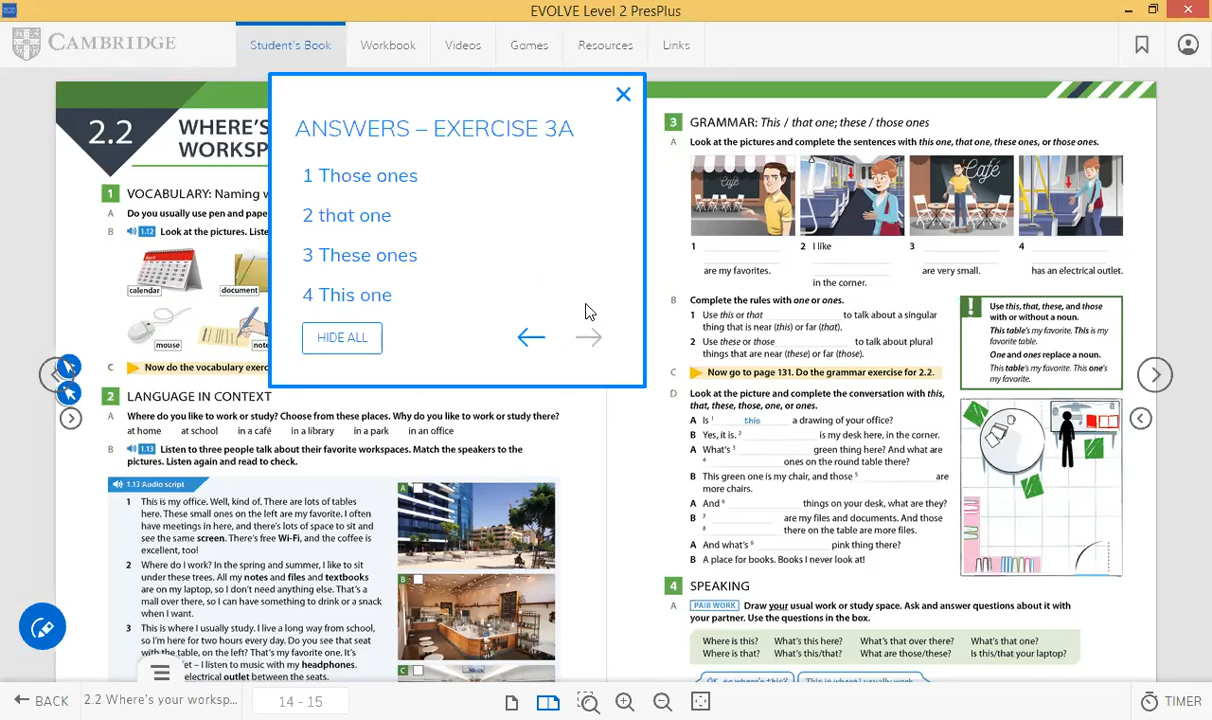 EVOLVE Level 2 PresPlus
CAMBRIDGE
Student's Book
Workbook
Videos
Games
Resources
Links
2.2
WHERE'S
WORKSP
1 VOCABULARY: Naming
A Do you usually use pen and pape
B 1.12 Look at the pictures. Liste
April
calendar
document
mouse
C Now do the vocabulary exerc
2 LANGUAGE IN CONTEXT
A Where do you like to work or study? Choose from these places. Why do you like to work or study there?
at home at school in a café in a library in a park in an office
B 1.13 Listen to three people talk about their favorite workspaces. Match the speakers to the
pictures. Listen again and read to check.
1.13 Audio script
1 This is my office. Well, kind of. There are lots of tables
here. These small ones on the left are my favorite. I often
have meetings in here, and there's lots of space to sit and
see the same screen. There's free Wi-Fi, and the coffee is
excellent, too!
2 Where do I work? In the spring and summer, I like to sit
under these trees. All my notes and files and textbooks
are on my laptop, so I don't need anything else. That's a
mall over there, so I can have something to drink or a snack
when I want.
3 This is where I usually study. I live a long way from school,
so I'm here for two hours every day. Do you see that seat
with the table, on the left? That's my favorite one. It's
et – I listen to music with my headphones.
electrical outlet between the seats.
A
B
C
ANSWERS – EXERCISE 3A
1 Those ones
2 that one
3 These ones
4 This one
HIDE ALL
3 GRAMMAR: This / that one; these / those ones
A Look at the pictures and complete the sentences with this one, that one, these ones, or those ones.
Café
Café
1
are my favorites.
2 I like
in the corner.
3
are very small.
4
has an electrical outlet.
B Complete the rules with one or ones.
1 Use this or that to talk about a singular
thing that is near (this) or far (that).
2 Use these or those to talk about plural
things that are near (these) or far (those).
! Use this, that, these, and those
with or without a noun.
This table's my favorite. This is my
favorite table.
One and ones replace a noun.
This table's my favorite. This one's
my favorite.
C Now go to page 131. Do the grammar exercise for 2.2.
D Look at the picture and complete the conversation with this,
that, these, those, one, or ones.
A Is 1 this a drawing of your office?
B Yes, it is. 2 is my desk here, in the corner.
A What's 3 green thing here? And what are
4 ones on the round table there?
B This green one is my chair, and those 5 are
more chairs.
A And 6 things on your desk, what are they?
B 7 are my files and documents. And those
8 there on the table are more files.
A And what's 9 pink thing there?
B A place for books. Books I never look at!
4 SPEAKING
A PAIR WORK Draw your usual work or study space. Ask and answer questions about it with
your partner. Use the questions in the box.
Where is this? What's this here? What's that over there? What's that one?
Where is that? What's this/that? What are those/these? Is this/that your laptop?
OK, so where's this?
This is where I usually work
BACK
2.2 Where's your worksp...
14 - 15
TIMER